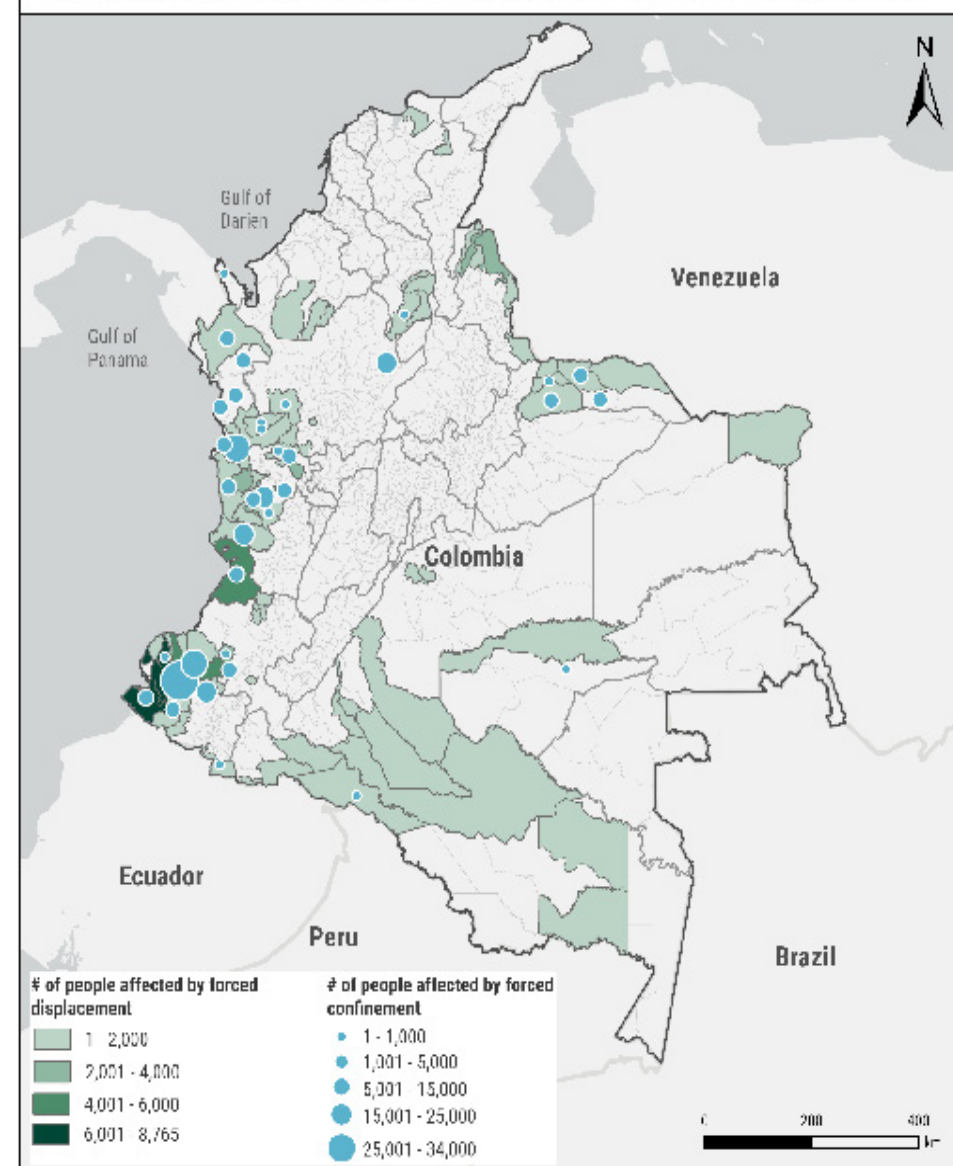 N
Gulf of
Darien
Venezuela
Gulf of
Panama
Colombia
Ecuador
Peru
Brazil
# of people affected by forced
displacement
1 - 2,000
2,001 - 4,000
4,001 - 6,000
6,001 - 8,765
# of people affected by forced
confinement
1 - 1,000
1,001 - 5,000
5,001 - 15,000
15,001 - 25,000
25,001 - 34,000
0 200 400
km